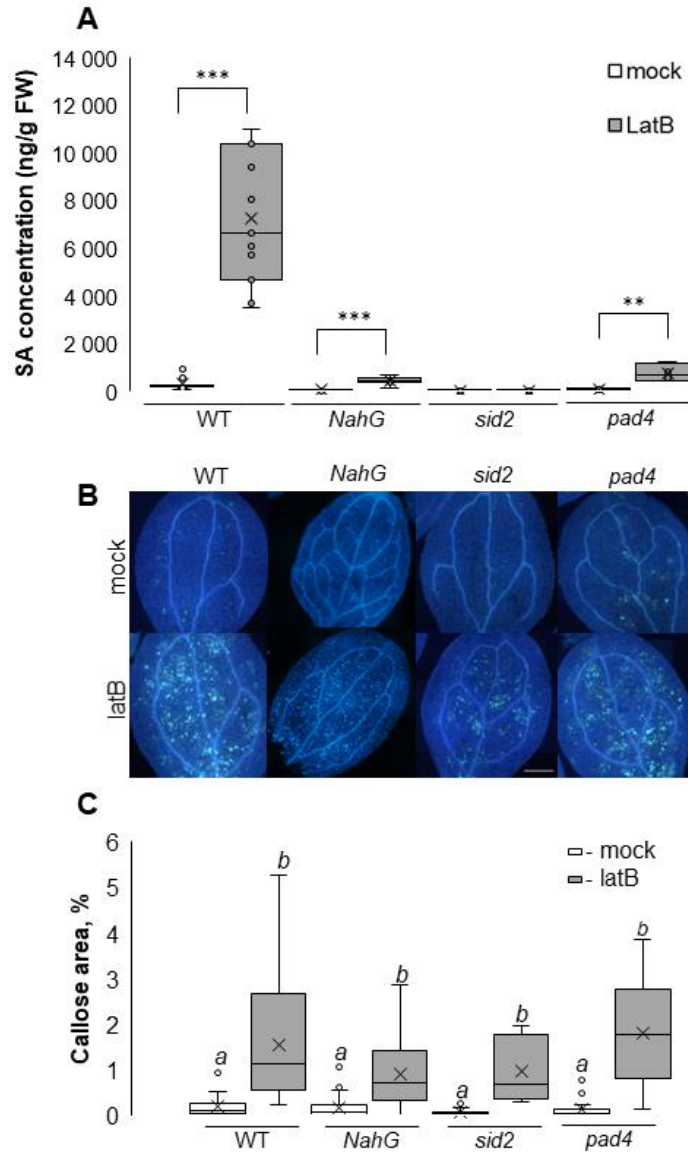 A
SA concentration (ng/g FW)
14 000
12 000
10 000
8 000
6 000
4 000
2 000
0
mock
LatB
***
***
**
WT NahG sid2 pad4
B
WT NahG sid2 pad4
mock
latB
C
Callose area, %
6
5
4
3
2
1
0
- mock
- latB
a b a b a b a b
WT NahG sid2 pad4